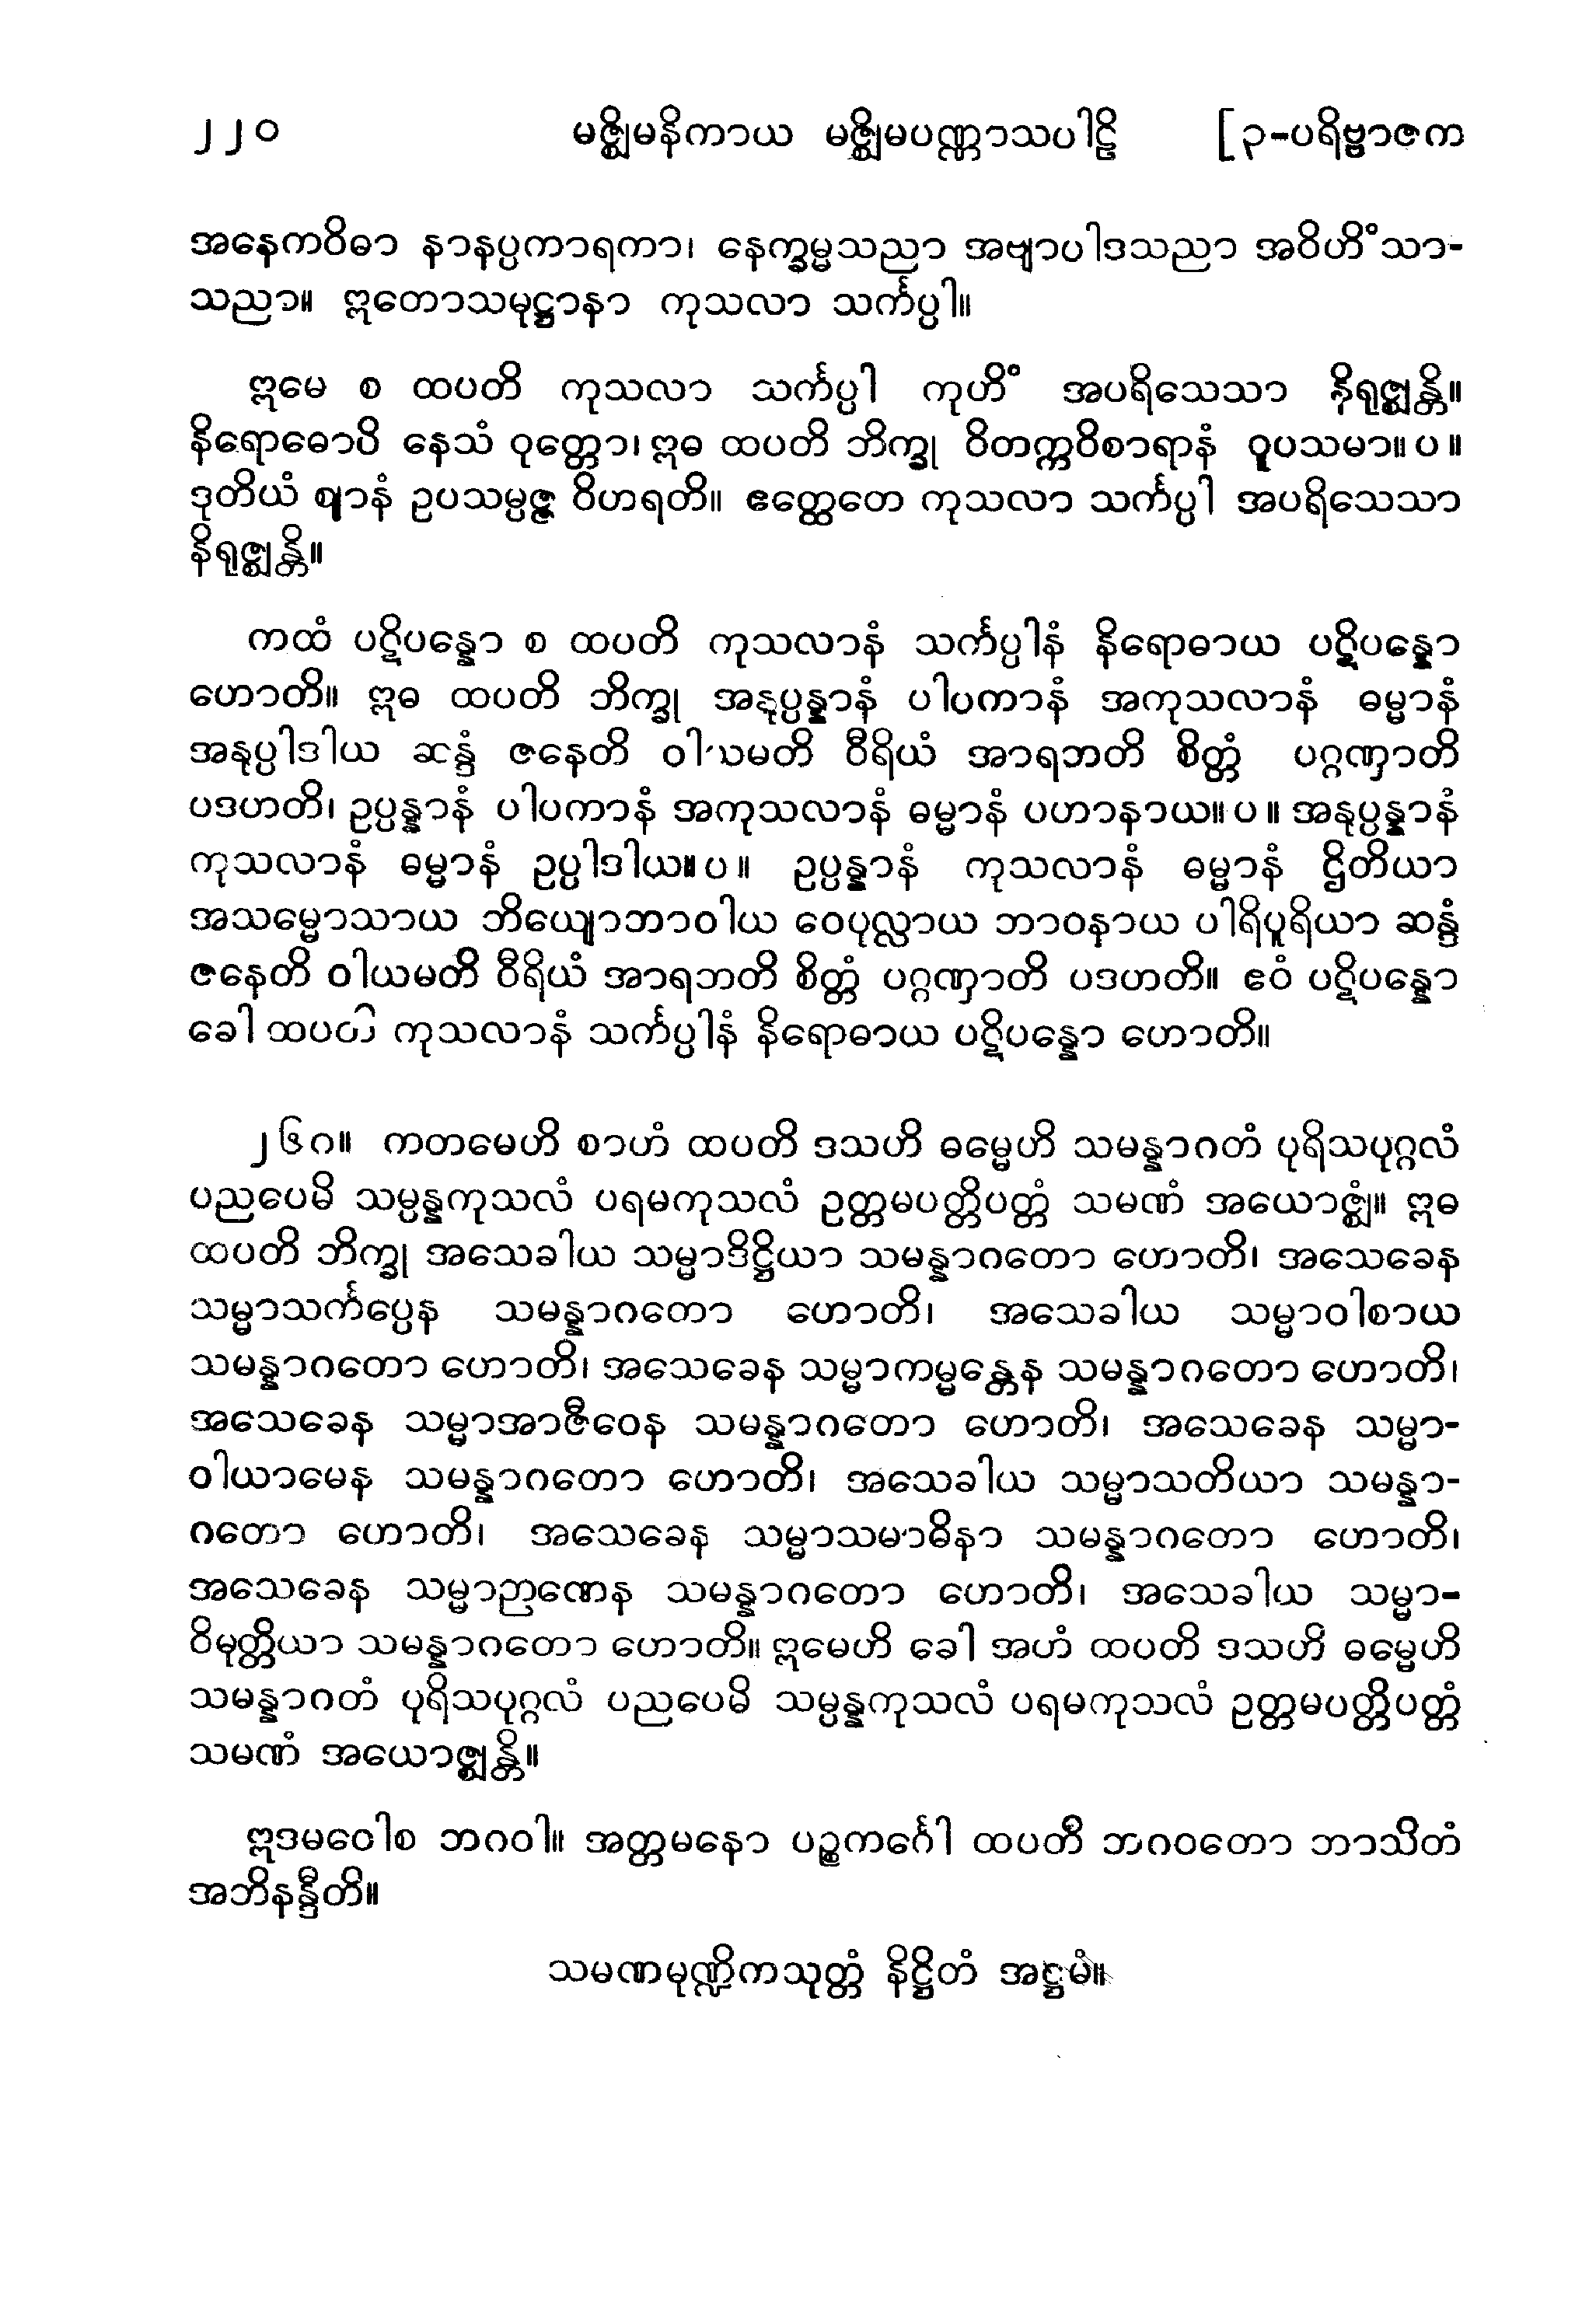 ၂၂၀ မဇ္ဈိမနိကာယ မဇ္ဈိမပဏ္ဏာသပါဠိ [၃-ပရိဗ္ဗာဇက
အနေကဝိဓာ နာနပ္ပကာရကာ၊ နေက္ခမ္မသညာ အဗျာပါဒသညာ အဝိဟိံသာ-
သညာ။ ဣတောသမုဋ္ဌာနာ ကုသလာ သင်္ကပ္ပါ။
ဣမေ စ ထပတိ ကုသလာ သင်္ကပ္ပါ ကုဟိံ အပရိသေသာ နိရုဇ္ဈန္တိ။
နိရောဓောပိ နေသံ ဝုတ္တော၊ ဣဓ ထပတိ ဘိက္ခု ဝိတက္ကဝိစာရာနံ ဝူပသမာ။ ပ ။
ဒုတိယံ ဈာနံ ဥပသမ္ပဇ္ဇ ဝိဟရတိ။ ဧတ္ထေတေ ကုသလာ သင်္ကပ္ပါ အပရိသေသာ
နိရုဇ္ဈန္တိ။
ကထံ ပဋိပန္နော စ ထပတိ ကုသလာနံ သင်္ကပ္ပါနံ နိရောဓာယ ပဋိပန္နော
ဟောတိ။ ဣဓ ထပတိ ဘိက္ခု အနုပ္ပန္နာနံ ပါပကာနံ အကုသလာနံ ဓမ္မာနံ
အနုပ္ပါဒါယ ဆန္ဒံ ဇနေတိ ဝါယမတိ ဝီရိယံ အာရဘတိ စိတ္တံ ပဂ္ဂဏှာတိ
ပဒဟတိ၊ ဥပ္ပန္နာနံ ပါပကာနံ အကုသလာနံ ဓမ္မာနံ ပဟာနာယ။ ပ ။ အနုပ္ပန္နာနံ
ကုသလာနံ ဓမ္မာနံ ဥပ္ပါဒါယ။ ပ ။ ဥပ္ပန္နာနံ ကုသလာနံ ဓမ္မာနံ ဌိတိယာ
အသမ္မောသာယ ဘိယျောဘာဝါယ ဝေပုလ္လာယ ဘာဝနာယ ပါရိပူရိယာ ဆန္ဒံ
ဇနေတိ ဝါယမတိ ဝီရိယံ အာရဘတိ စိတ္တံ ပဂ္ဂဏှာတိ ပဒဟတိ။ ဧဝံ ပဋိပန္နော
ခေါ ထပတိ ကုသလာနံ သင်္ကပ္ပါနံ နိရောဓာယ ပဋိပန္နော ဟောတိ။
၂၆၈။ ကတမေဟိ စာဟံ ထပတိ ဒသဟိ ဓမ္မေဟိ သမန္နာဂတံ ပုရိသပုဂ္ဂလံ
ပညပေမိ သမ္ပန္နကုသလံ ပရမကုသလံ ဥတ္တမပတ္တိပတ္တံ သမဏံ အယောဇ္ဈံ။ ဣဓ
ထပတိ ဘိက္ခု အသေခါယ သမ္မာဒိဋ္ဌိယာ သမန္နာဂတော ဟောတိ၊ အသေခေန
သမ္မာသင်္ကပ္ပေန သမန္နာဂတော ဟောတိ၊ အသေခါယ သမ္မာဝါစာယ
သမန္နာဂတော ဟောတိ၊ အသေခေန သမ္မာကမ္မန္တေန သမန္နာဂတော ဟောတိ၊
အသေခေန သမ္မာအာဇီဝေန သမန္နာဂတော ဟောတိ၊ အသေခေန သမ္မာ-
ဝါယာမေန သမန္နာဂတော ဟောတိ၊ အသေခါယ သမ္မာသတိယာ သမန္နာ-
ဂတော ဟောတိ၊ အသေခေန သမ္မာသမာဓိနာ သမန္နာဂတော ဟောတိ၊
အသေခေန သမ္မာဉာဏေန သမန္နာဂတော ဟောတိ၊ အသေခါယ သမ္မာ-
ဝိမုတ္တိယာ သမန္နာဂတော ဟောတိ။ ဣမေဟိ ခေါ အဟံ ထပတိ ဒသဟိ ဓမ္မေဟိ
သမန္နာဂတံ ပုရိသပုဂ္ဂလံ ပညပေမိ သမ္ပန္နကုသလံ ပရမကုသလံ ဥတ္တမပတ္တိပတ္တံ
သမဏံ အယောဇ္ဈန္တိ။
ဣဒမဝေါစ ဘဂဝါ။ အတ္တမနော ပဉ္စကင်္ဂေါ ထပတိ ဘဂဝတော ဘာသိတံ
အဘိနန္ဒီတိ။
သမဏမုဏ္ဍိကသုတ္တံ နိဋ္ဌိတံ အဋ္ဌမံ။